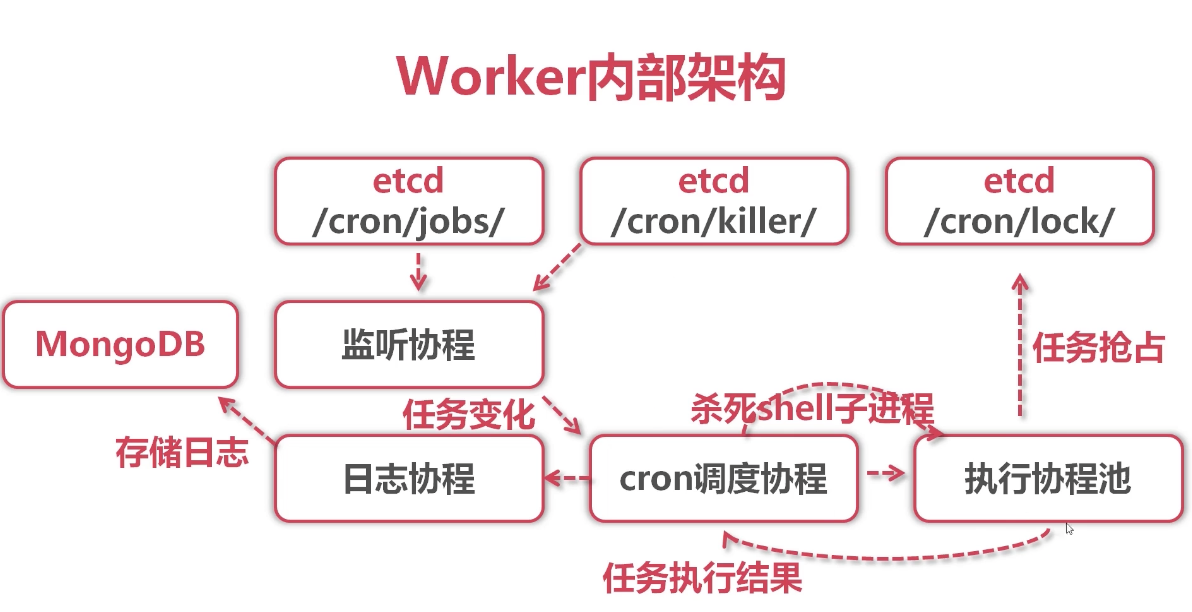 Worker内部架构
etcd
/cron/jobs/
etcd
/cron/killer/
etcd
/cron/lock/
MongoDB
监听协程
任务抢占
任务变化
杀死shell子进程
存储日志
日志协程
cron调度协程
执行协程池
任务执行结果